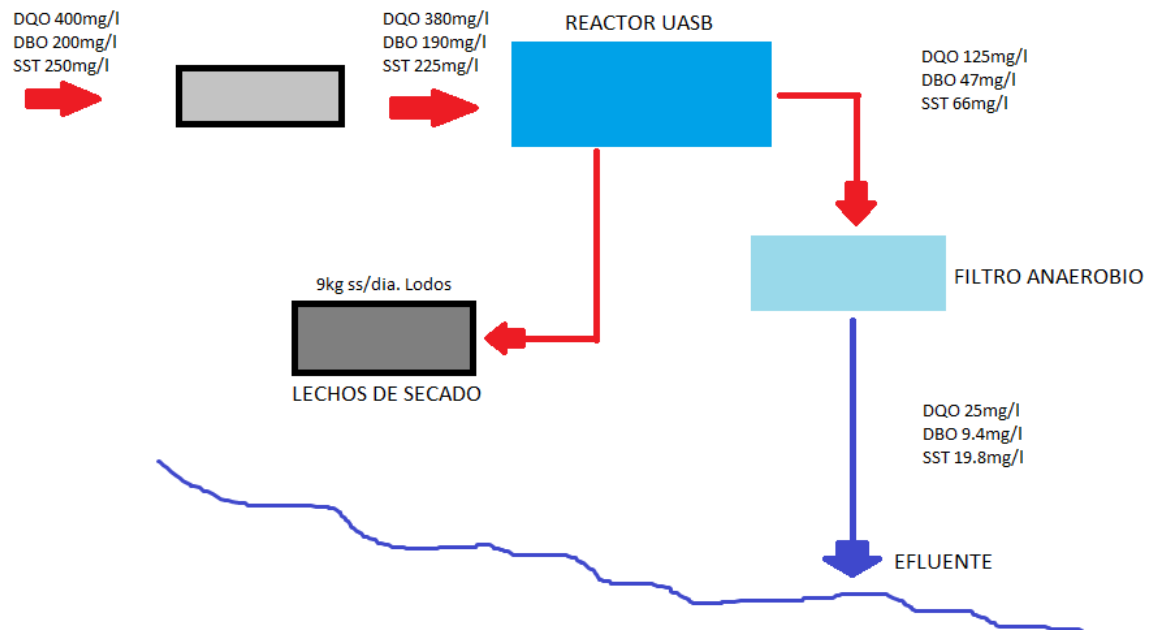 DQO 400mg/l
DBO 200mg/l
SST 250mg/l
DQO 380mg/l
DBO 190mg/l
SST 225mg/l
REACTOR UASB
DQO 125mg/l
DBO 47mg/l
SST 66mg/l
FILTRO ANAEROBIO
9kg ss/dia. Lodos
LECHOS DE SECADO
DQO 25mg/l
DBO 9.4mg/l
SST 19.8mg/l
EFLUENTE